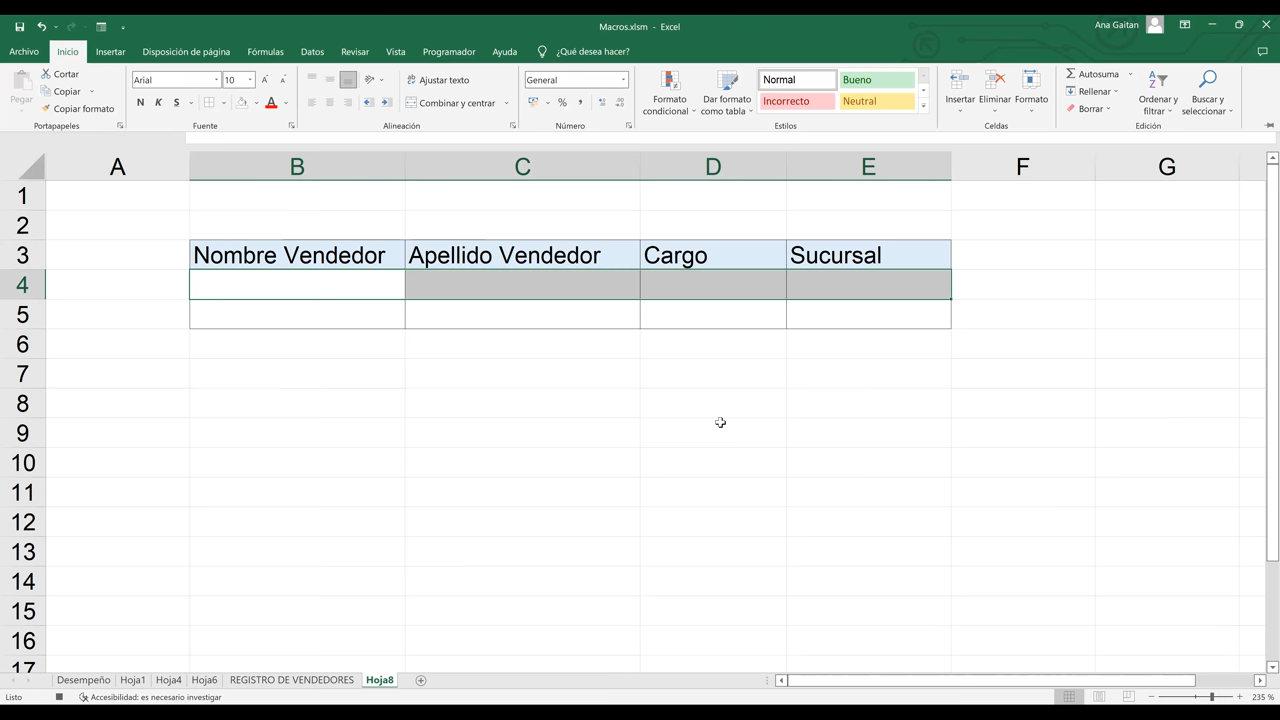 Macros.xlsm - Excel
Ana Gaitan
Archivo Inicio Insertar Disposición de página Fórmulas Datos Revisar Vista Programador Ayuda ¿Qué desea hacer?
Pegar
Cortar
Copiar
Copiar formato
Portapapeles
Arial 10
N K S
Fuente
Ajustar texto
Combinar y centrar
Alineación
General
Número
Formato condicional
Dar formato como tabla
Normal Bueno
Incorrecto Neutral
Estilos
Insertar Eliminar Formato
Celdas
Autosuma
Rellenar
Borrar
Ordenar y filtrar
Buscar y seleccionar
Edición
A B C D E F G
1
2
3 Nombre Vendedor Apellido Vendedor Cargo Sucursal
4
5
6
7
8
9
10
11
12
13
14
15
16
17
Desempeño Hoja1 Hoja4 Hoja6 REGISTRO DE VENDEDORES Hoja8
Listo Accesibilidad: es necesario investigar 235 %